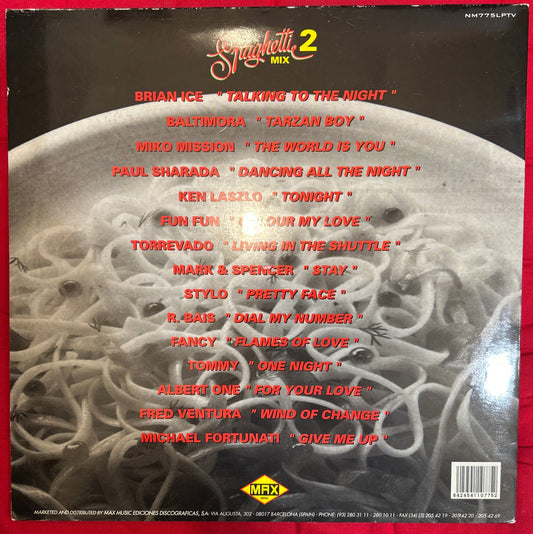 NM775LPTV
Spaghetti 2
MIX
BRIAN ICE " TALKING TO THE NIGHT "
BALTIMORA " TARZAN BOY "
MIKO MISSION " THE WORLD IS YOU "
PAUL SHARADA " DANCING ALL THE NIGHT "
KEN LASZLO " TONIGHT "
FUN FUN " COLOUR MY LOVE "
TORREVADO " LIVING IN THE SHUTTLE "
MARK & SPENCER " STAY "
STYLO " PRETTY FACE "
R. BAIS " DIAL MY NUMBER "
FANCY " FLAMES OF LOVE "
TOMMY " ONE NIGHT "
ALBERT ONE " FOR YOUR LOVE "
FRED VENTURA " WIND OF CHANGE "
MICHAEL FORTUNATI " GIVE ME UP "
MAX
MUSIC
8424541107752
MARKETED AND DISTRIBUTED BY MAX MUSIC EDICIONES DISCOGRAFICAS, S.A. VIA AUGUSTA, 302 - 08017 BARCELONA (SPAIN) - PHONE: (93) 280 31 11 - 280 10 11 - FAX (34) (3) 205 42 19 - 205 42 20 - 205 42 69